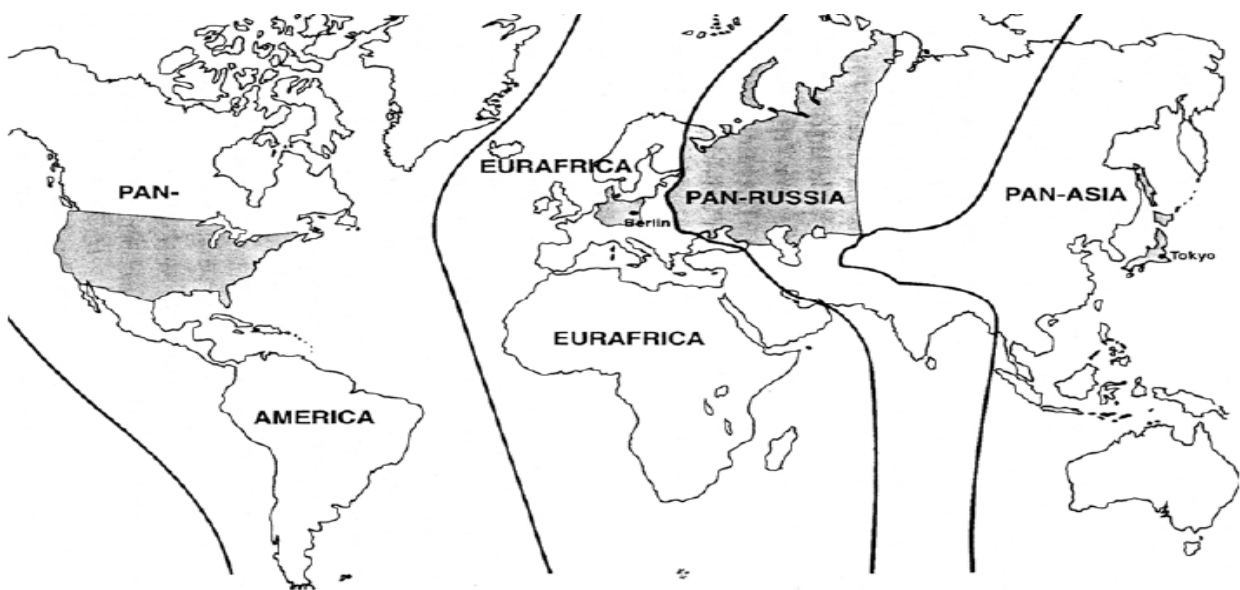 EURAFRICA
PAN-
PAN-RUSSIA
PAN-ASIA
Berlin
Tokyo
EURAFRICA
AMERICA